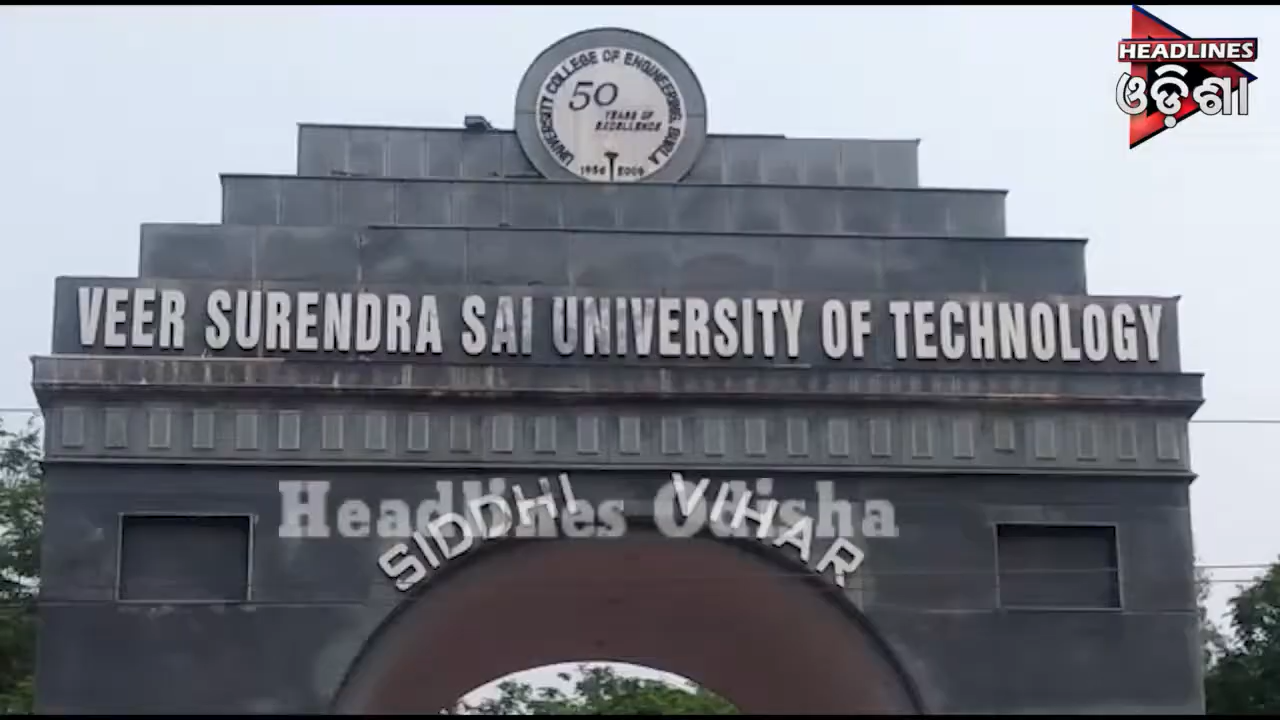 HEADLINES
ଓଡ଼ିଶା
UNIVERSITY COLLEGE OF ENGINEERING, BURLA
50
YEARS OF
EXCELLENCE
1956 2006
VEER SURENDRA SAI UNIVERSITY OF TECHNOLOGY
SIDDHI VIHAR
Headlines Odisha